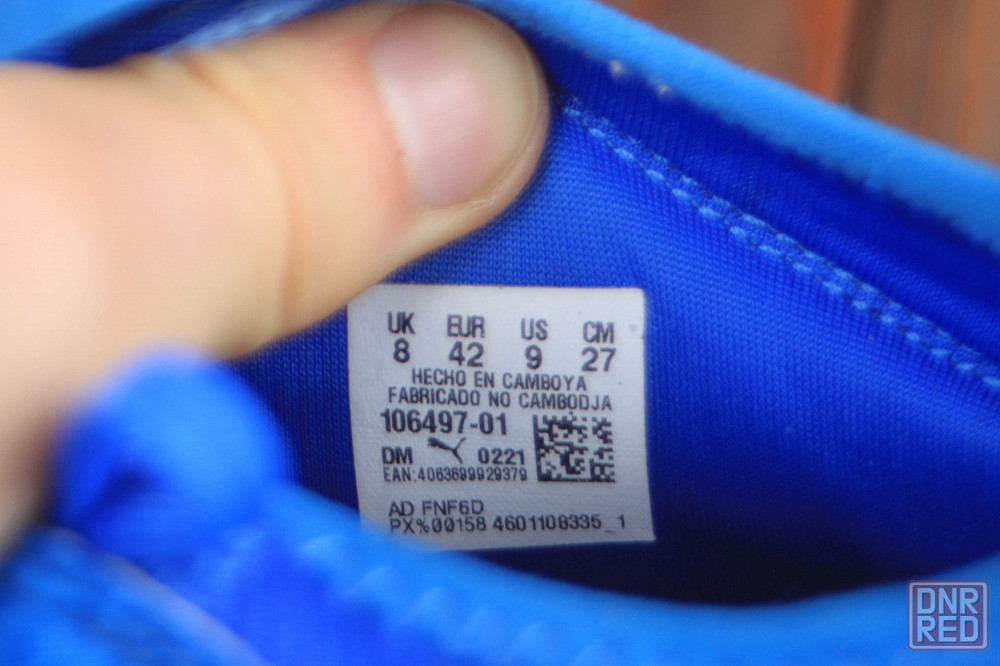 UK EUR US CM
8 42 9 27
HECHO EN CAMBOYA
FABRICADO NO CAMBODJA
106497-01
DM 0221
EAN:4063699929379
AD FNF6D
PX%00158 4601108335_1
DNR
RED